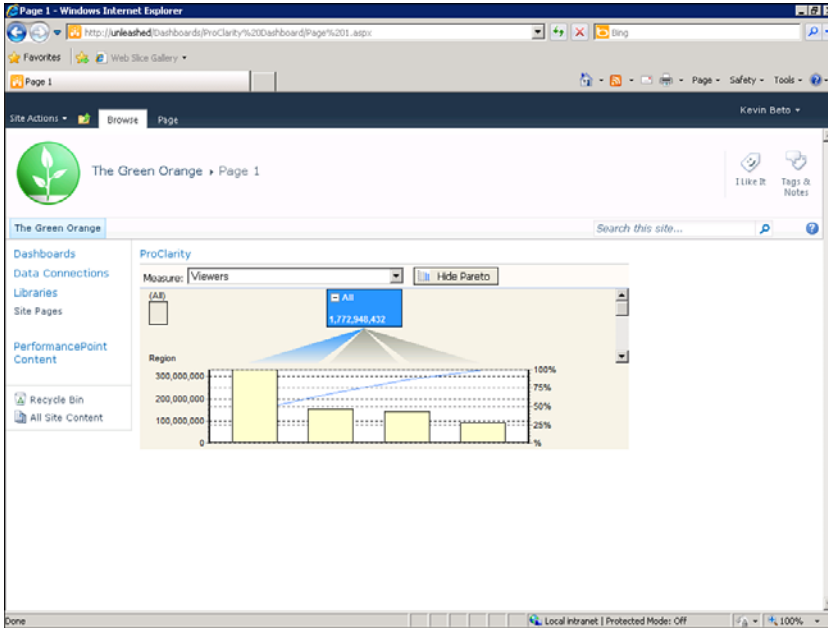 Page 1 - Windows Internet Explorer
http://unleashed/Dashboards/ProClarity%20Dashboard/Page%201.aspx
Bing
Favorites
Web Slice Gallery
Page 1
Page
Safety
Tools
Kevin Beto
Site Actions
Browse
Page
The Green Orange
Page 1
I Like It
Tags & Notes
The Green Orange
Search this site...
Dashboards
Data Connections
Libraries
Site Pages
PerformancePoint Content
Recycle Bin
All Site Content
ProClarity
Measure:
Viewers
Hide Pareto
(All)
All
1,772,948,432
Region
300,000,000
200,000,000
100,000,000
0
100%
75%
50%
25%
%
Done
Local intranet | Protected Mode: Off
100%